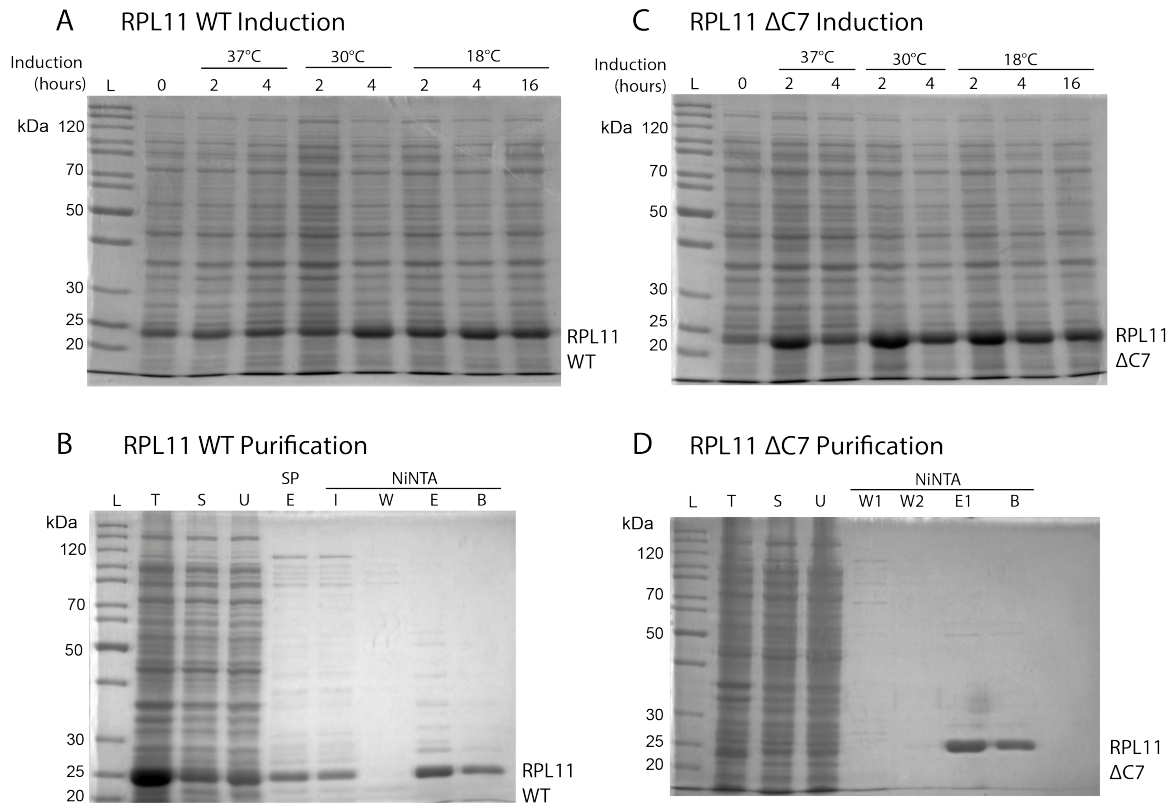 A RPL11 WT Induction
Induction (hours)
37°C 30°C 18°C
L 0 2 4 2 4 2 4 16
kDa
120
70
50
30
25
20
RPL11
WT
C RPL11 ΔC7 Induction
Induction (hours)
37°C 30°C 18°C
L 0 2 4 2 4 2 4 16
kDa
120
70
50
30
25
20
RPL11
ΔC7
B RPL11 WT Purification
SP NiNTA
L T S U E I W E B
kDa
120
70
50
30
25
20
RPL11
WT
D RPL11 ΔC7 Purification
NiNTA
L T S U W1 W2 E1 B
kDa
120
70
50
30
25
20
RPL11
ΔC7